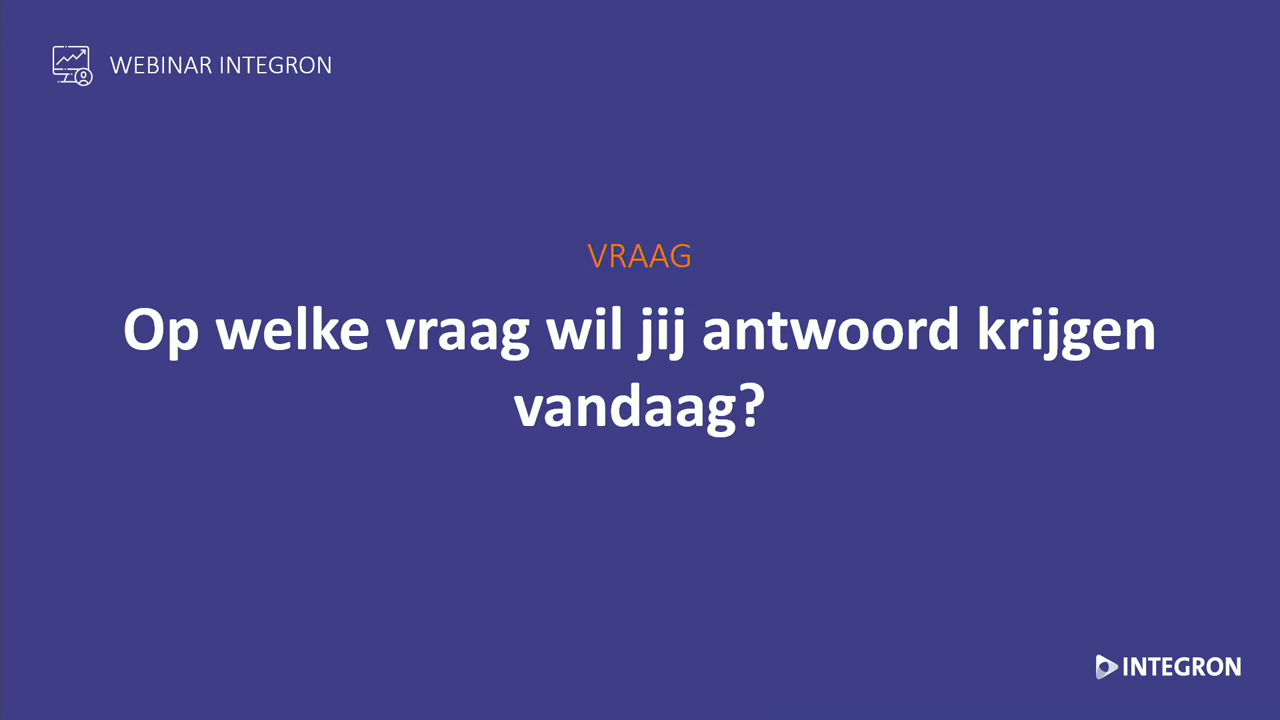 WEBINAR INTEGRON
VRAAG
Op welke vraag wil jij antwoord krijgen
vandaag?
INTEGRON